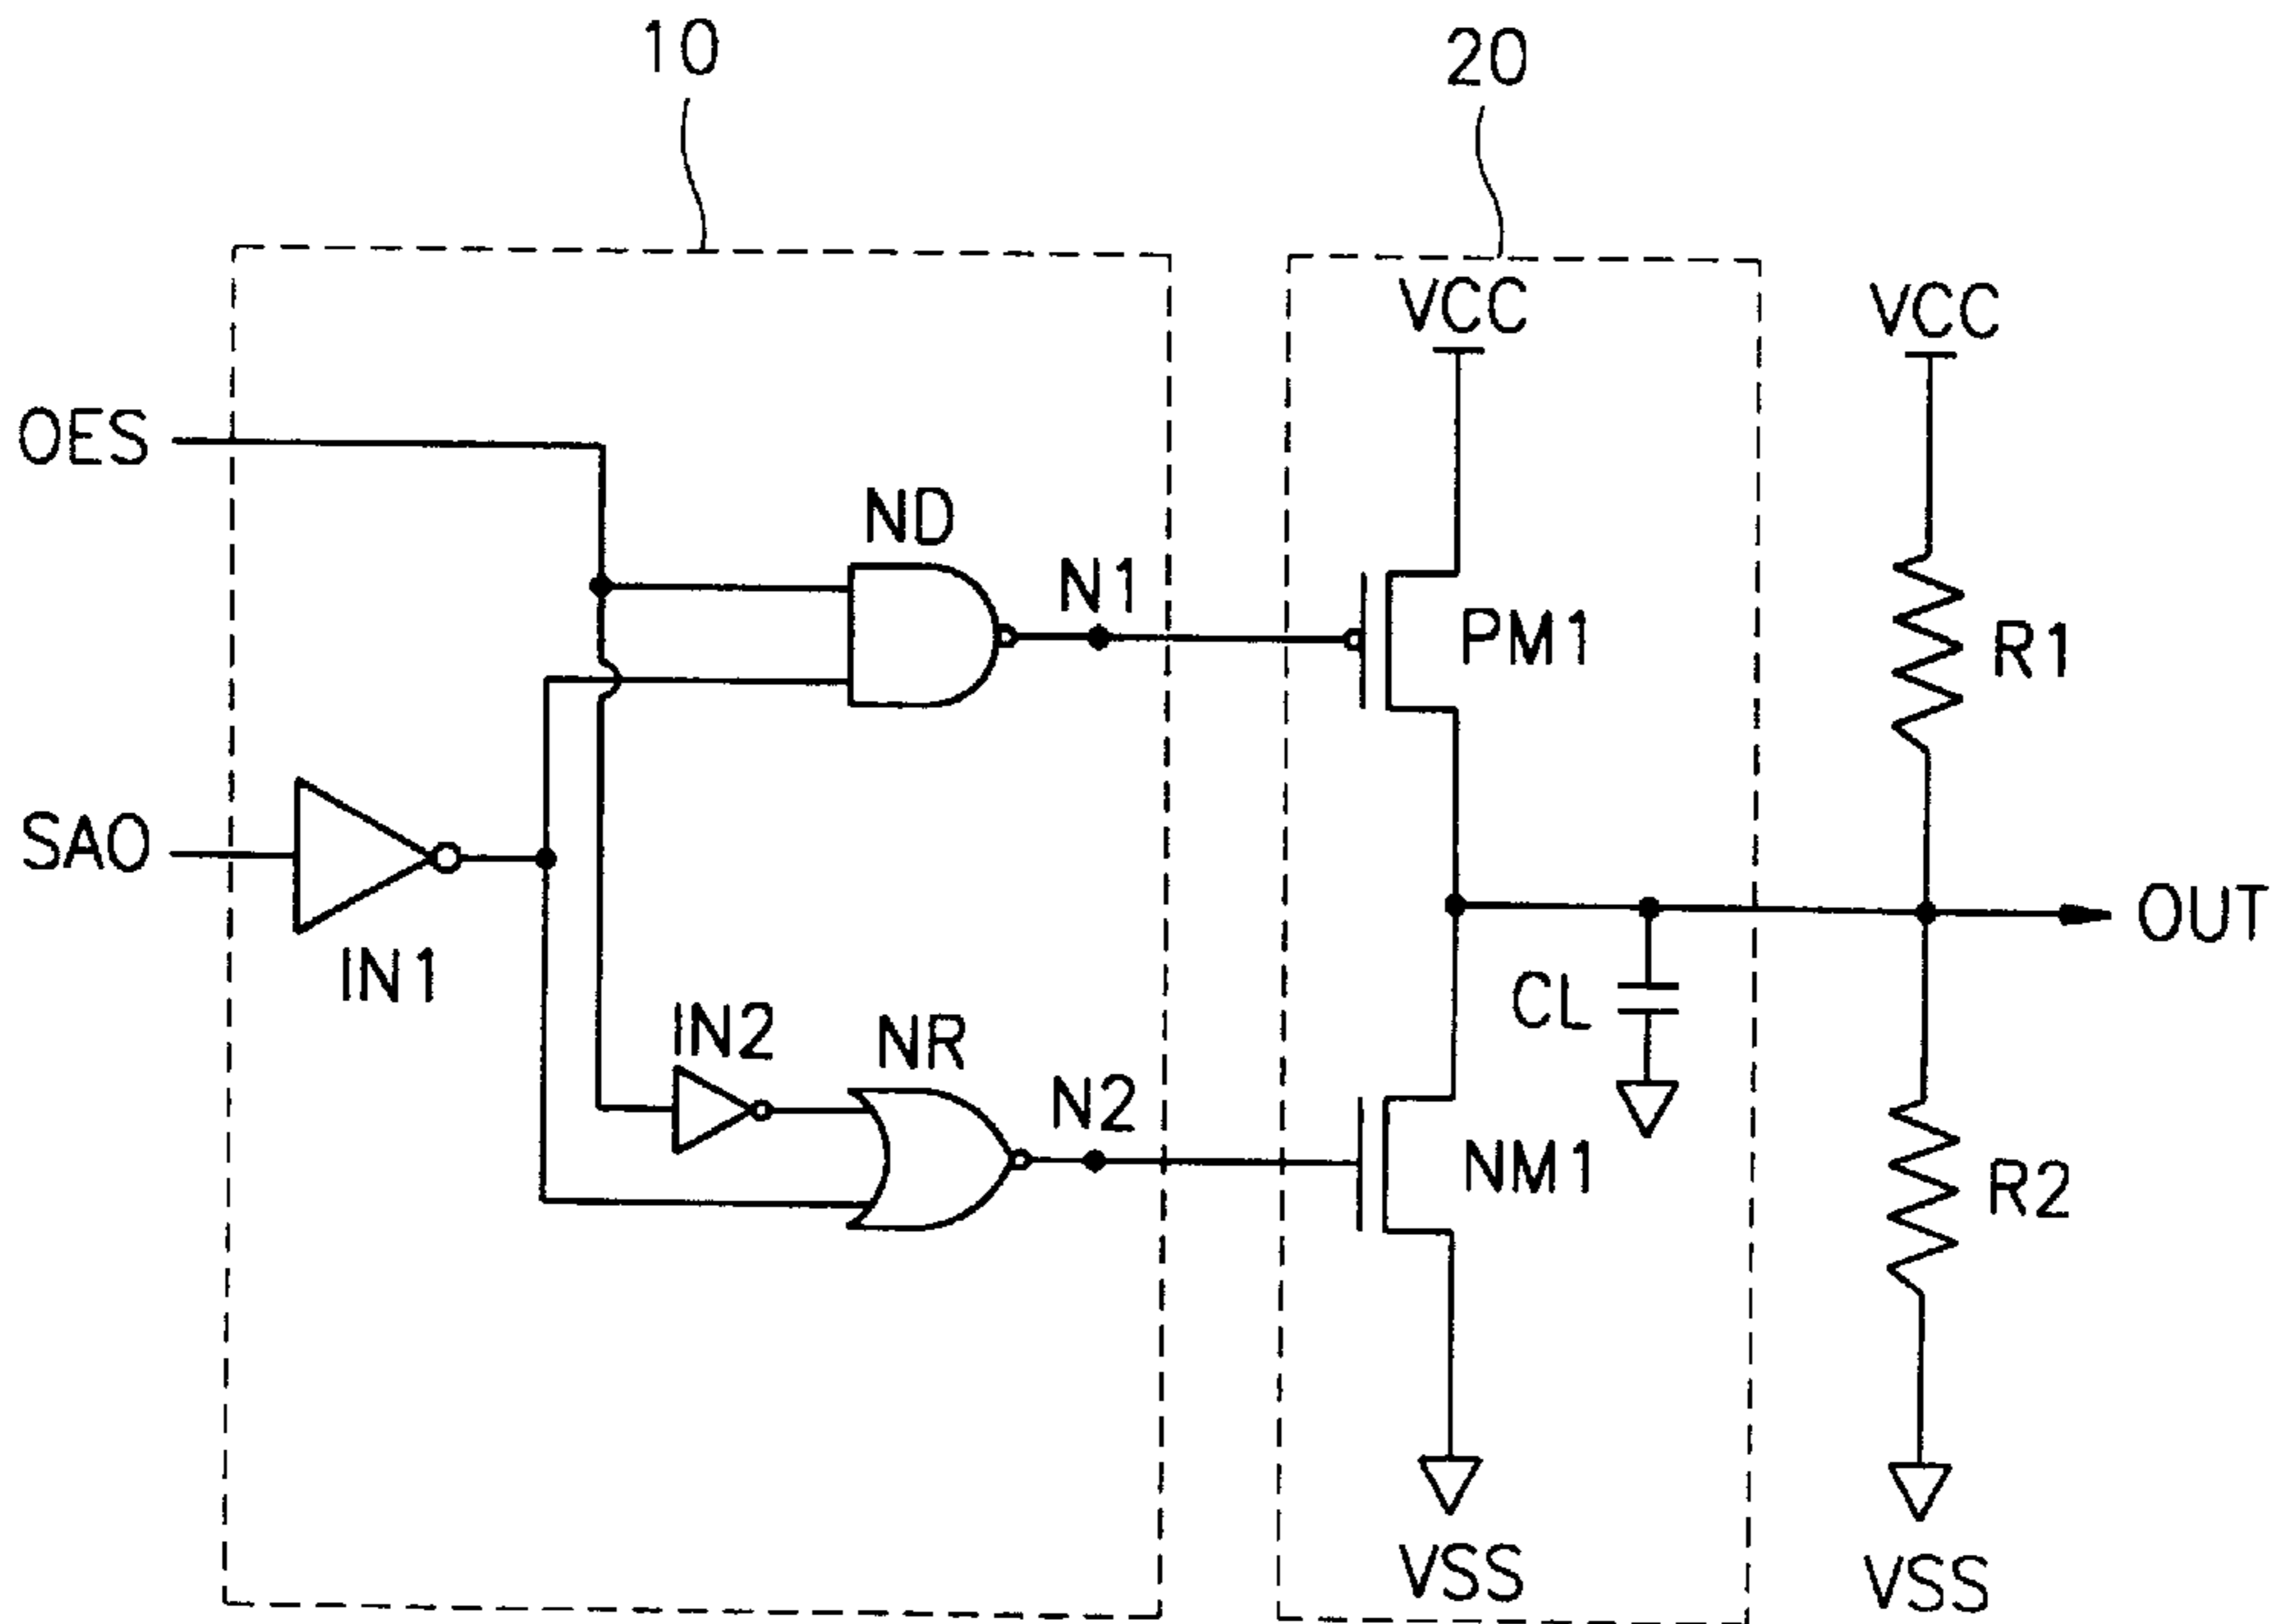 10
20
VCC
VCC
OES
ND
N1
PM1
R1
SAO
IN1
OUT
CL
IN2
NR
N2
NM1
R2
VSS
VSS